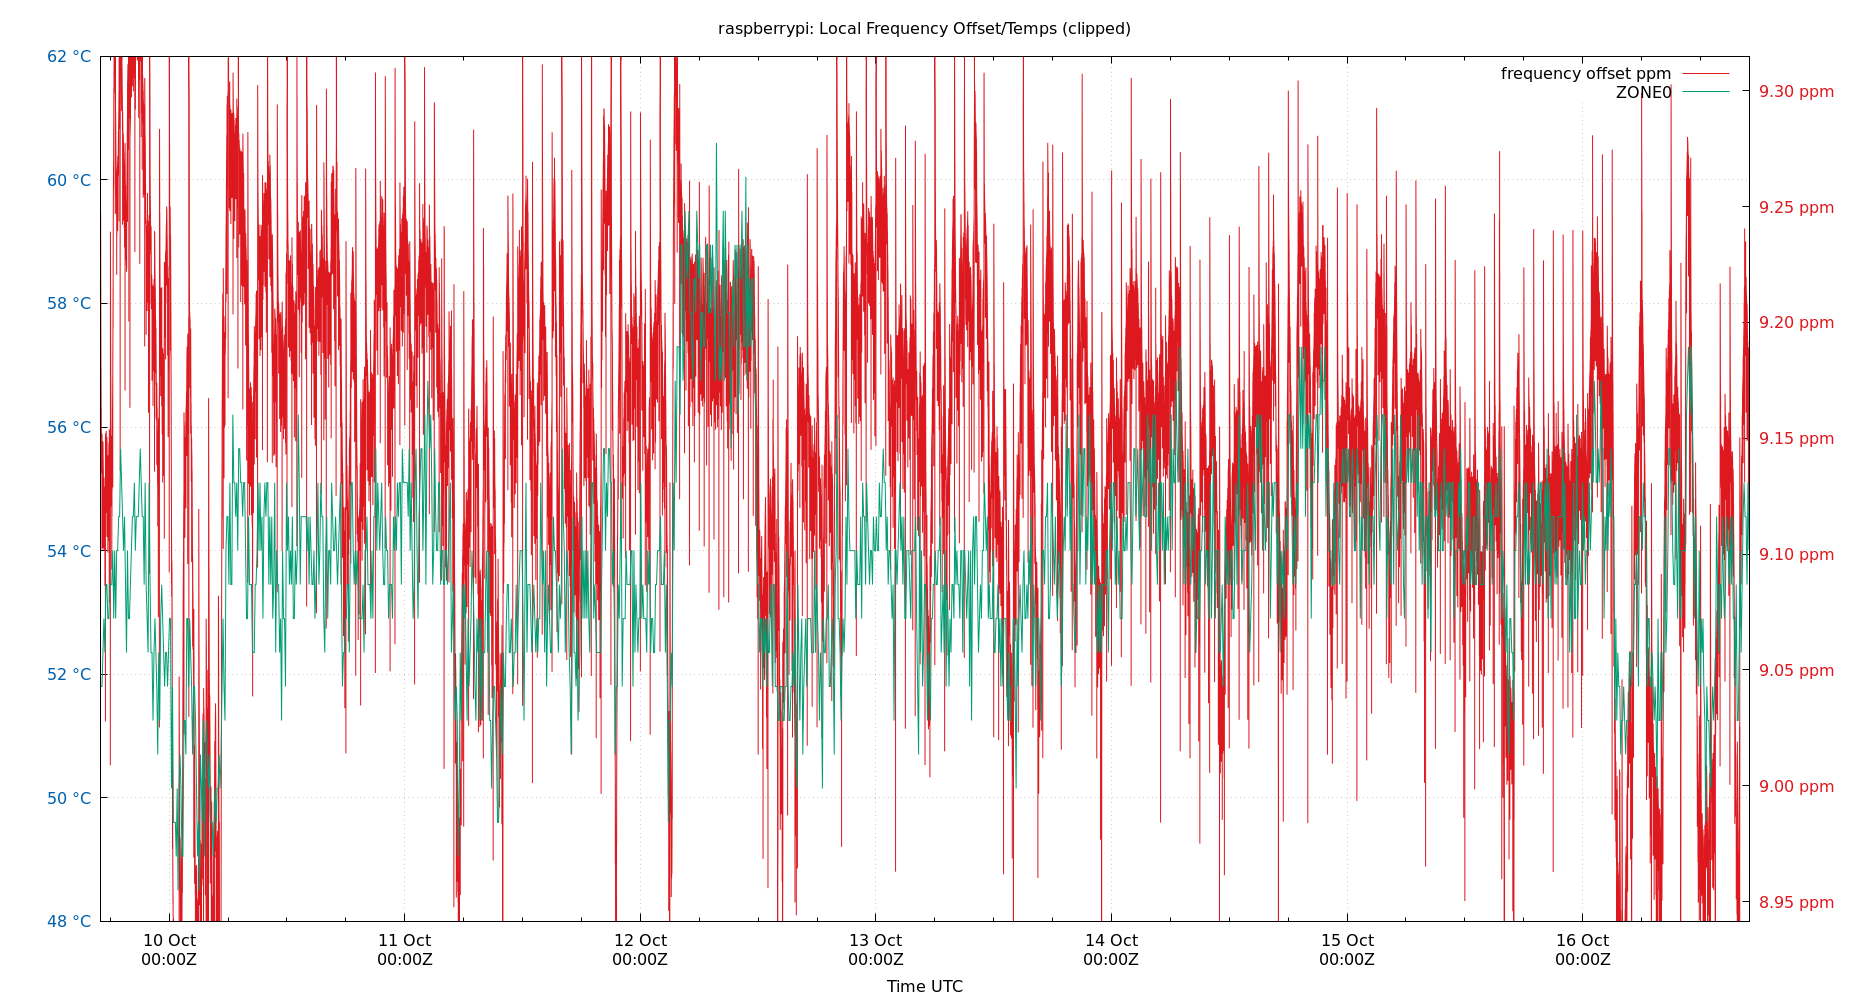 raspberrypi: Local Frequency Offset/Temps (clipped)
frequency offset ppm
ZONE0
62 °C
60 °C
58 °C
56 °C
54 °C
52 °C
50 °C
48 °C
9.30 ppm
9.25 ppm
9.20 ppm
9.15 ppm
9.10 ppm
9.05 ppm
9.00 ppm
8.95 ppm
10 Oct 11 Oct 12 Oct 13 Oct 14 Oct 15 Oct 16 Oct
00:00Z 00:00Z 00:00Z 00:00Z 00:00Z 00:00Z 00:00Z
Time UTC